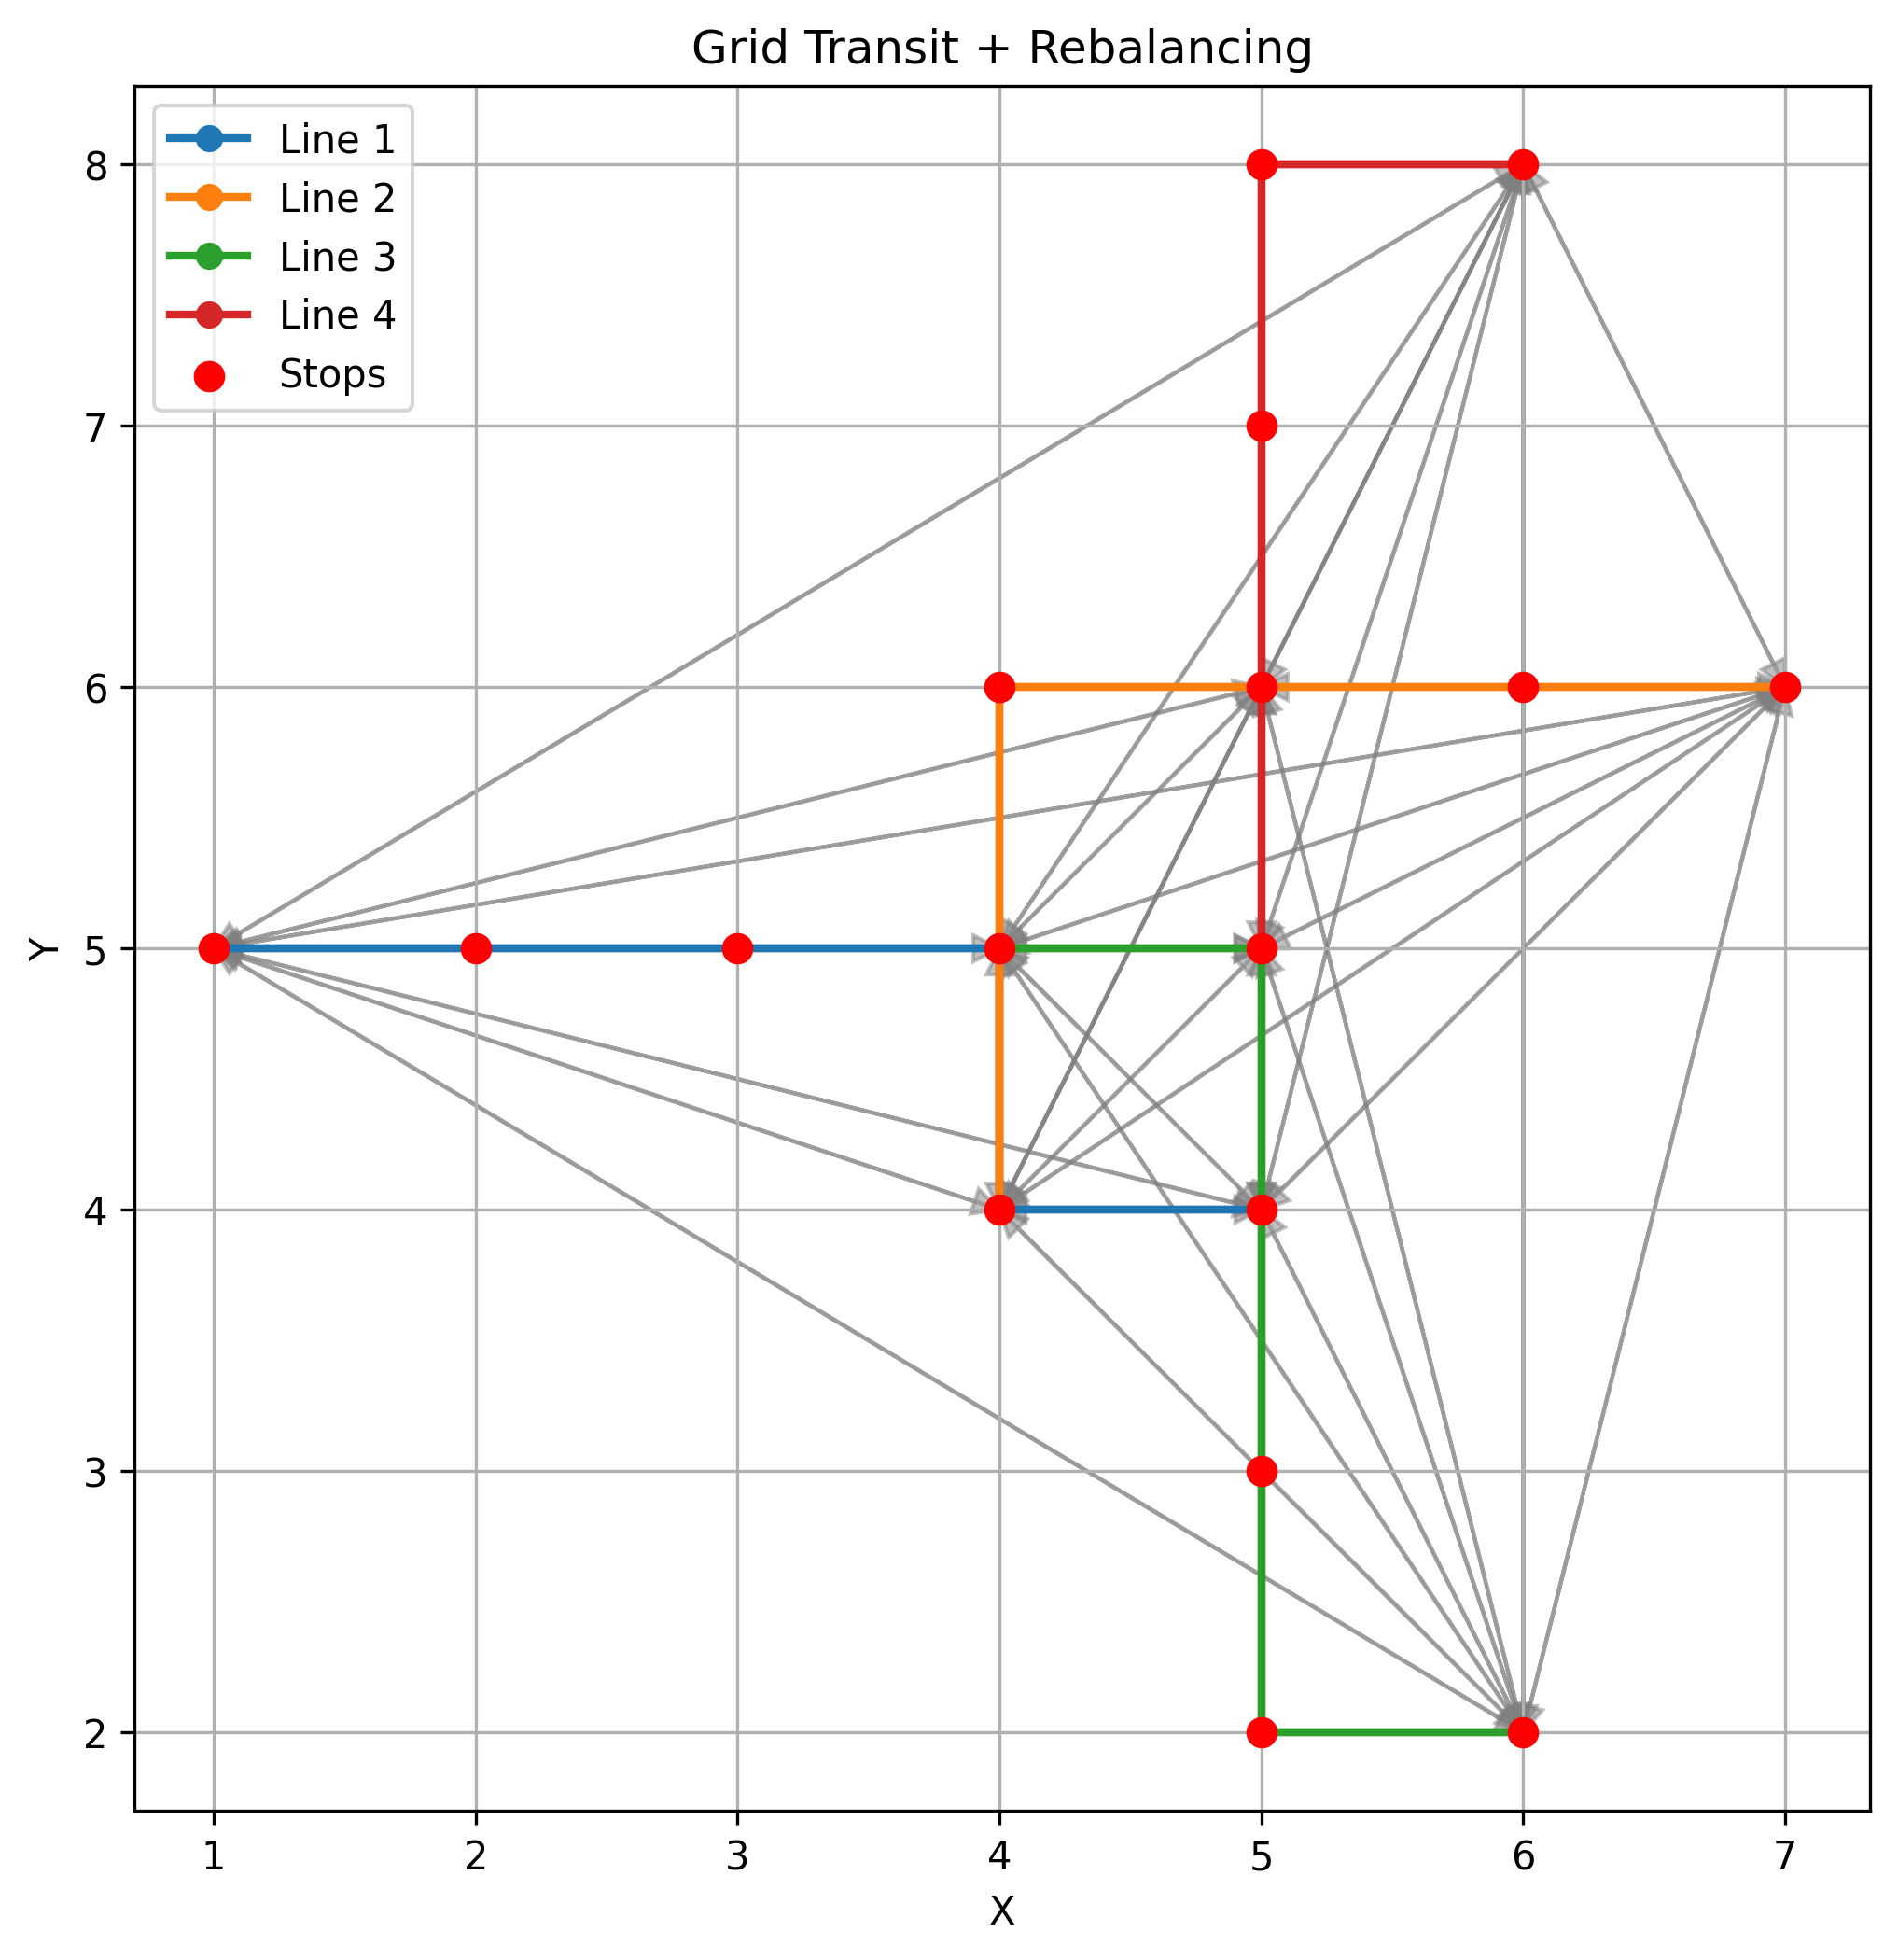 Grid Transit + Rebalancing
Line 1
Line 2
Line 3
Line 4
Stops
8
7
6
5
4
3
2
Y
1 2 3 4 5 6 7
X